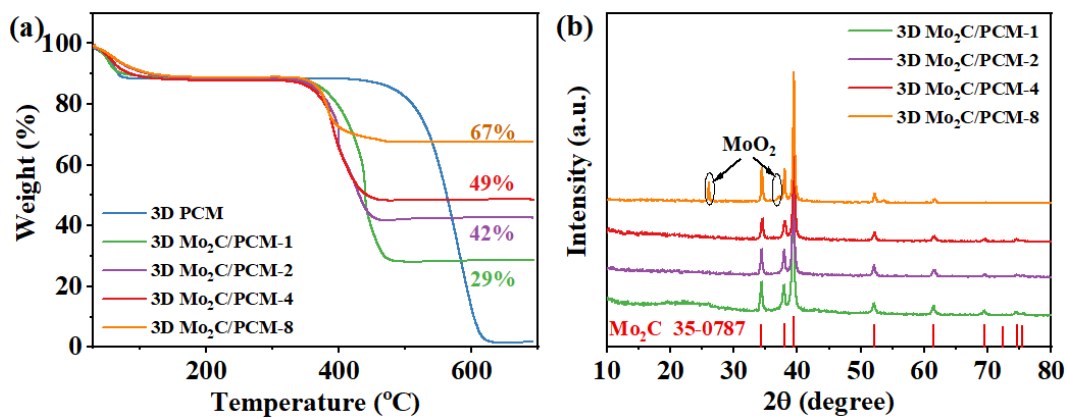 (a)
100
80
60
40
20
0
Weight (%)
67%
49%
42%
29%
3D PCM
3D Mo₂C/PCM-1
3D Mo₂C/PCM-2
3D Mo₂C/PCM-4
3D Mo₂C/PCM-8
200 400 600
Temperature (ºC)
(b)
3D Mo₂C/PCM-1
3D Mo₂C/PCM-2
3D Mo₂C/PCM-4
3D Mo₂C/PCM-8
MoO₂
Intensity (a.u.)
Mo₂C 35-0787
10 20 30 40 50 60 70 80
2θ (degree)